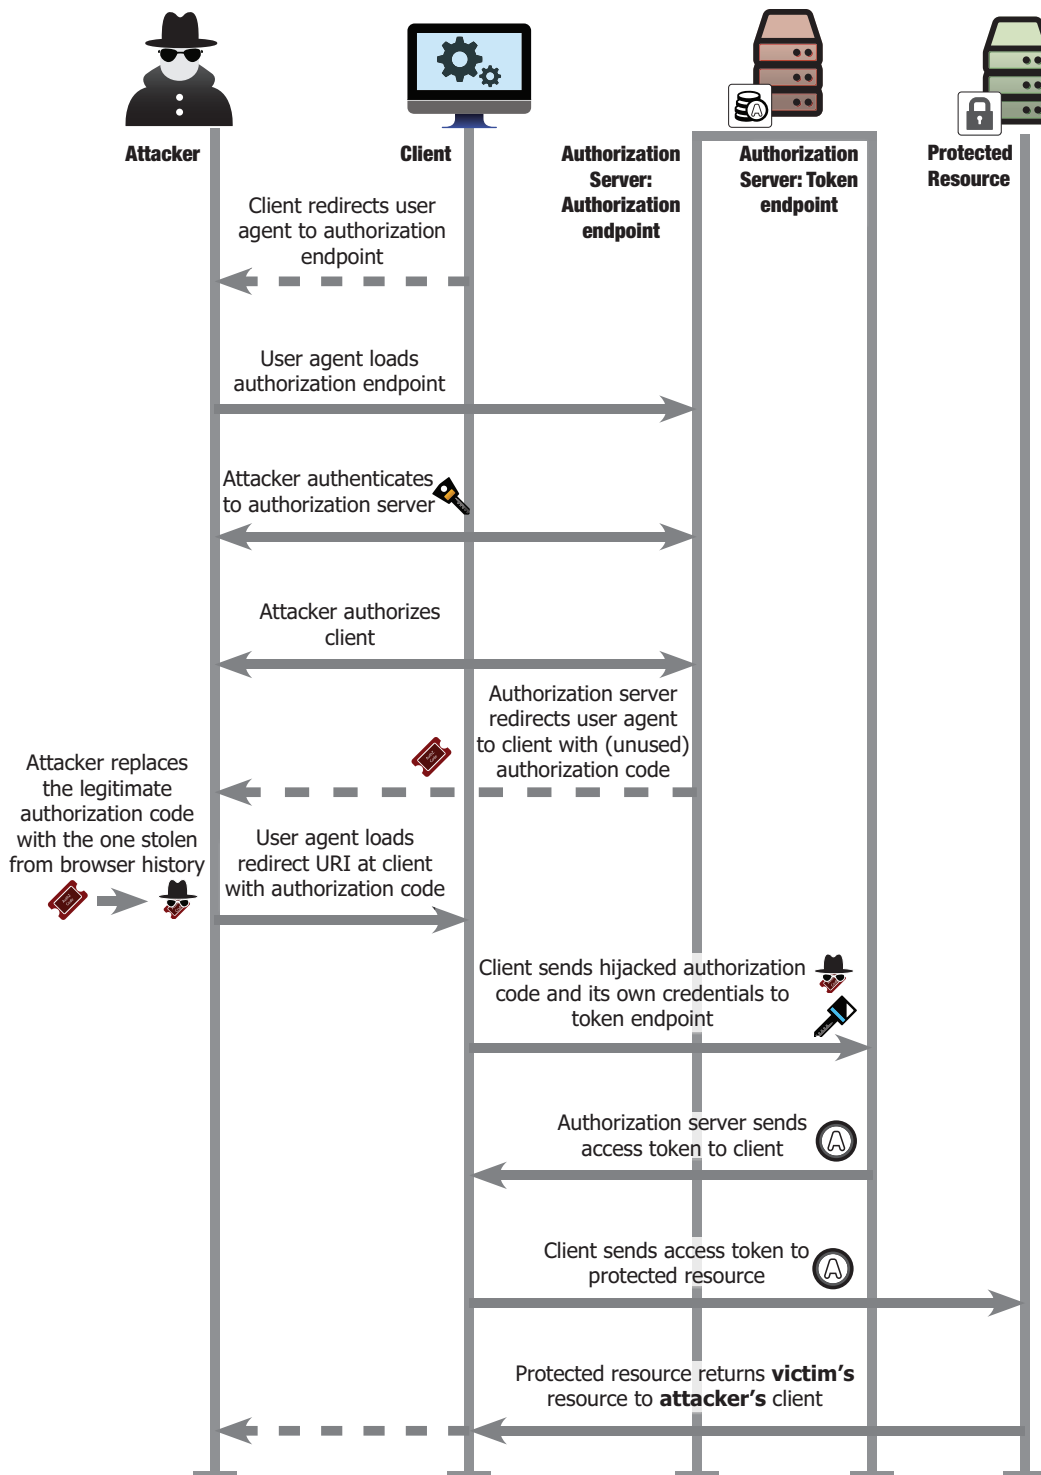 Attacker
Client
Authorization
Server:
Authorization
endpoint
Authorization
Server: Token
endpoint
Protected
Resource
Client redirects user
agent to authorization
endpoint
User agent loads
authorization endpoint
Attacker authenticates
to authorization server
Attacker authorizes
client
Authorization server
redirects user agent
to client with (unused)
authorization code
Attacker replaces
the legitimate
authorization code
with the one stolen
from browser history
User agent loads
redirect URI at client
with authorization code
Client sends hijacked authorization
code and its own credentials to
token endpoint
Authorization server sends
access token to client
A
Client sends access token to
protected resource
A
Protected resource returns victim's
resource to attacker's client